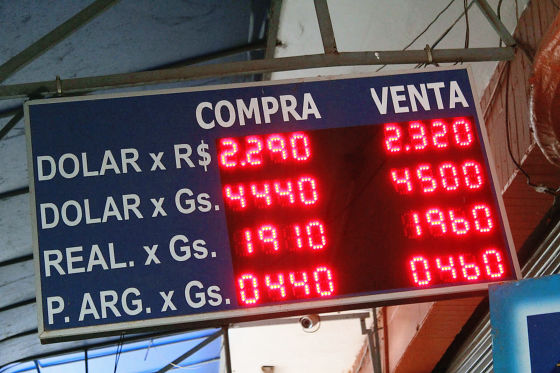 COMPRA VENTA
DOLAR x R$ 2.290 2.320
DOLAR x Gs. 4440 4500
REAL. x Gs. 1910 1960
P. ARG. x Gs. 0440 0460